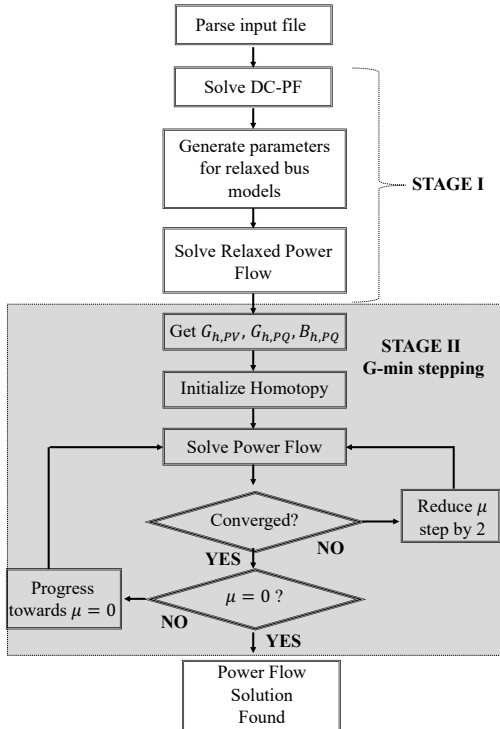 Parse input file
Solve DC-PF
Generate parameters
for relaxed bus
models
STAGE I
Solve Relaxed Power
Flow
Get G_{h,PV}, G_{h,PQ}, B_{h,PQ}
STAGE II
G-min stepping
Initialize Homotopy
Solve Power Flow
Converged?
Reduce μ
step by 2
YES
NO
Progress
towards μ = 0
μ = 0 ?
NO
YES
Power Flow
Solution
Found